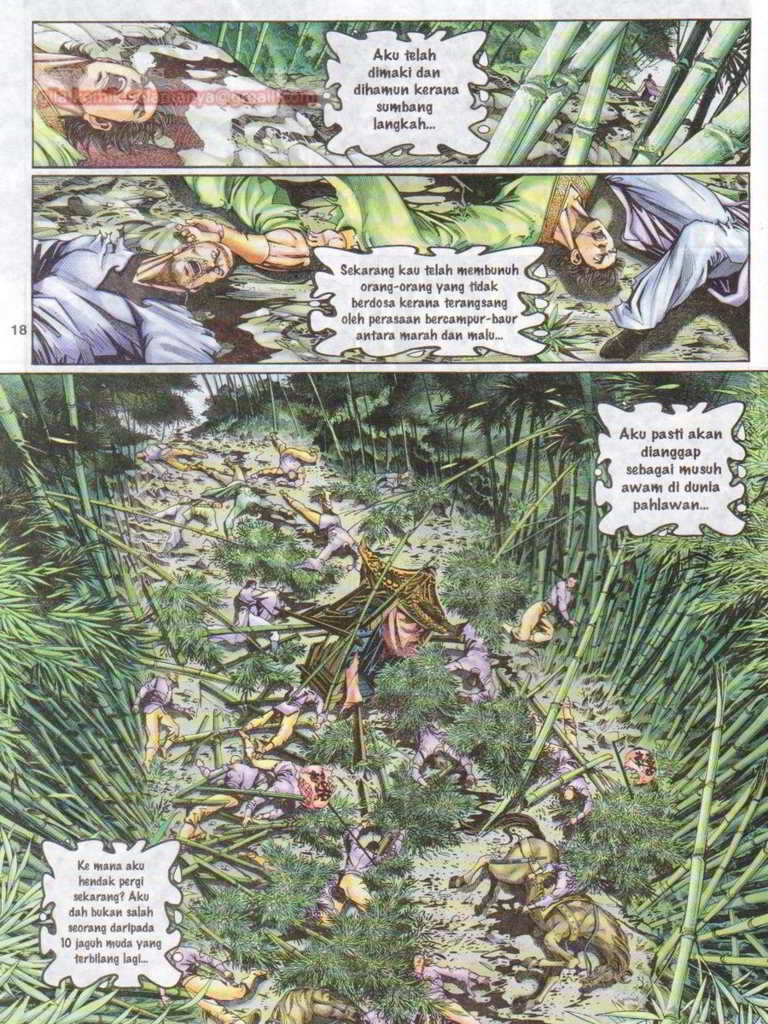 Aku telah
dimaki dan
dihamun kerana
sumbang
langkah...
Sekarang kau telah membunuh
orang-orang yang tidak
berdosa kerana terangsang
oleh perasaan bercampur-baur
antara marah dan malu...
18
Aku pasti akan
dianggap
sebagai musuh
awam di dunia
pahlawan...
Ke mana aku
hendak pergi
sekarang? Aku
dah bukan salah
seorang daripada
10 jaguh muda yang
terbilang lagi...